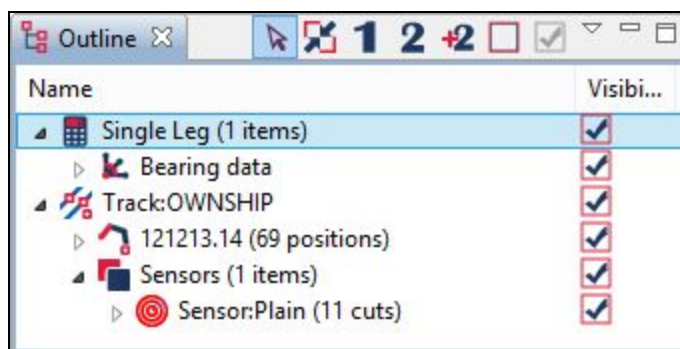 Outline
1 2 +2
Name Visibi...
Single Leg (1 items)
Bearing data
Track:OWNSHIP
121213.14 (69 positions)
Sensors (1 items)
Sensor:Plain (11 cuts)